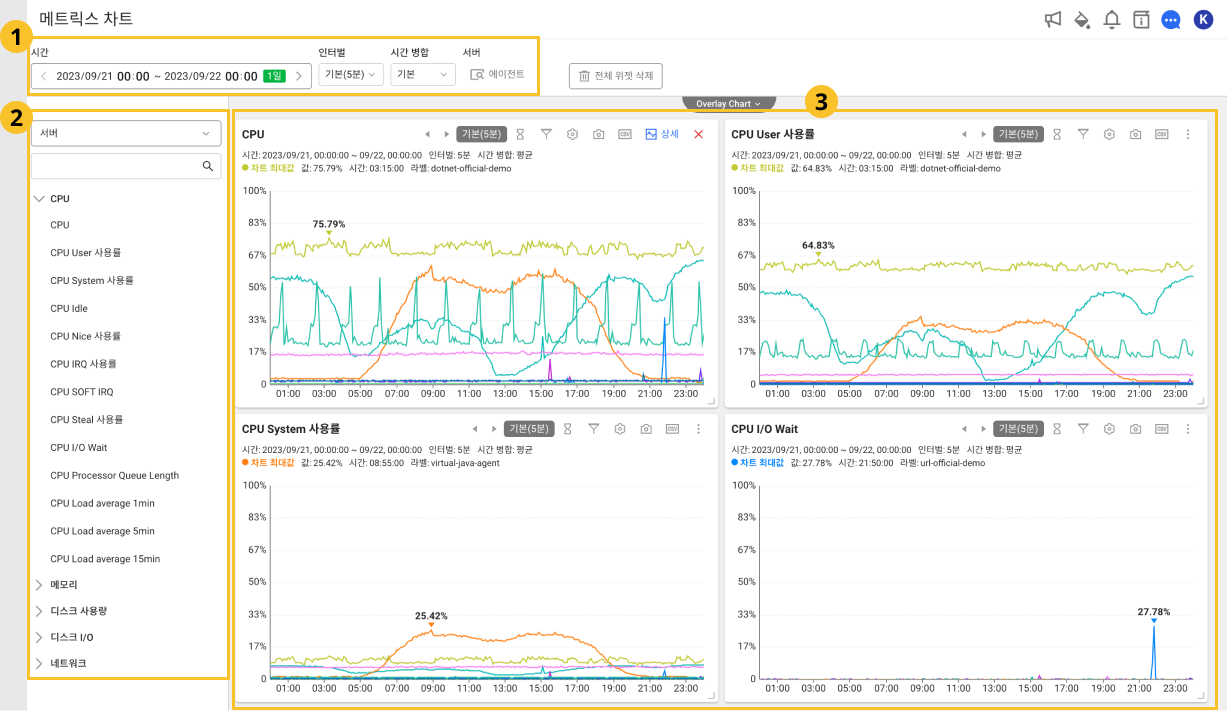 메트릭스 차트
K
1
시간
인터벌
시간 병합
서버
2023/09/21 00:00 ~ 2023/09/22 00:00 1일
기본(5분)
기본
에이전트
전체 위젯 삭제
2
서버
CPU
CPU
CPU User 사용률
CPU System 사용률
CPU Idle
CPU Nice 사용률
CPU IRQ 사용률
CPU SOFT IRQ
CPU Steal 사용률
CPU I/O Wait
CPU Processor Queue Length
CPU Load average 1min
CPU Load average 5min
CPU Load average 15min
메모리
디스크 사용량
디스크 I/O
네트워크
Overlay Chart
3
CPU
기본(5분)
CSV
상세
시간: 2023/09/21, 00:00:00 ~ 09/22, 00:00:00 인터벌: 5분 시간 병합: 평균
차트 최대값 값: 75.79% 시간: 03:15:00 라벨: dotnet-official-demo
100%
83%
67%
50%
33%
17%
0
75.79%
01:00 03:00 07:00 09:00 11:00 13:00 15:00 17:00 19:00 21:00 23:00
CPU User 사용률
기본(5분)
CSV
시간: 2023/09/21, 00:00:00 ~ 09/22, 00:00:00 인터벌: 5분 시간 병합: 평균
차트 최대값 값: 64.83% 시간: 03:15:00 라벨: dotnet-official-demo
100%
83%
67%
50%
33%
17%
0
64.83%
01:00 03:00 05:00 07:00 09:00 11:00 13:00 15:00 17:00 19:00 21:00 23:00
CPU System 사용률
기본(5분)
CSV
시간: 2023/09/21, 00:00:00 ~ 09/22, 00:00:00 인터벌: 5분 시간 병합: 평균
차트 최대값 값: 25.42% 시간: 08:55:00 라벨: virtual-java-agent
100%
83%
67%
50%
33%
17%
0
25.42%
01:00 03:00 05:00 07:00 09:00 11:00 13:00 15:00 17:00 19:00 21:00 23:00
CPU I/O Wait
기본(5분)
CSV
시간: 2023/09/21, 00:00:00 ~ 09/22, 00:00:00 인터벌: 5분 시간 병합: 평균
차트 최대값 값: 27.78% 시간: 21:50:00 라벨: url-official-demo
100%
83%
67%
50%
33%
17%
0
27.78%
01:00 03:00 05:00 07:00 09:00 11:00 13:00 15:00 17:00 19:00 21:00 23:00